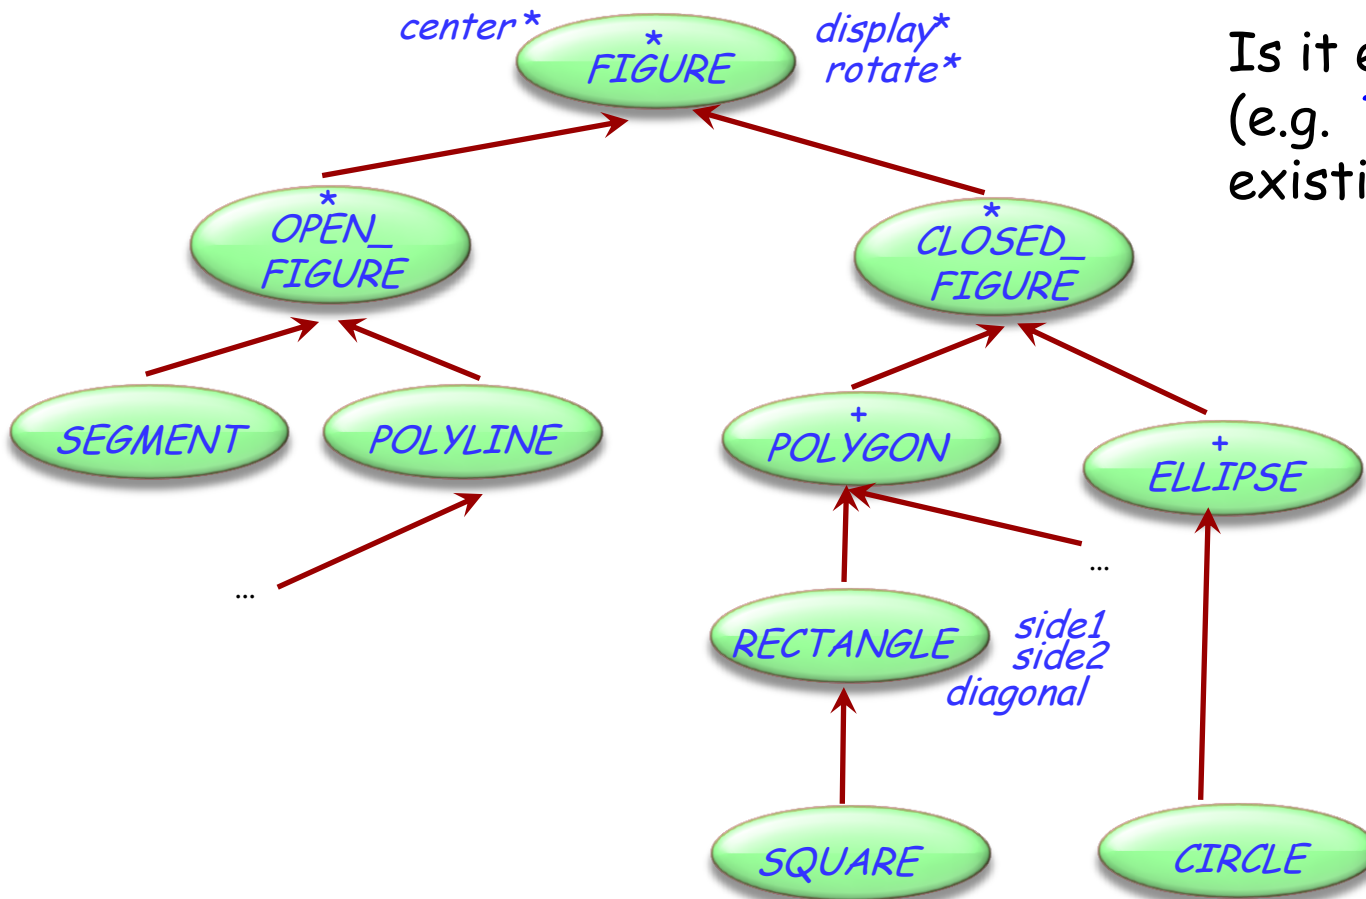 center*
*
FIGURE
display*
rotate*
Is it
(e.g.
*
OPEN_
FIGURE
*
CLOSED_
FIGURE
SEGMENT
POLYLINE
+
POLYGON
+
ELLIPSE
...
...
RECTANGLE
side1
side2
diagonal
SQUARE
CIRCLE